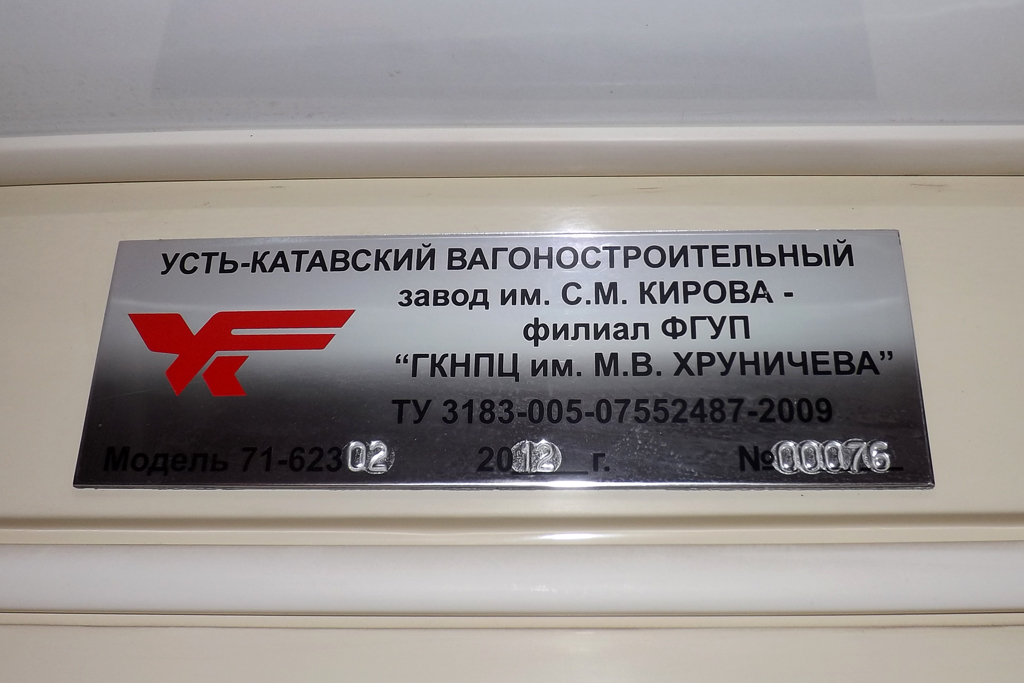 УСТЬ-КАТАВСКИЙ ВАГОНОСТРОИТЕЛЬНЫЙ
завод им. С.М. КИРОВА -
филиал ФГУП
“ГКНПЦ им. М.В. ХРУНИЧЕВА”
ТУ 3183-005-07552487-2009
Модель 71-62302 2012 г. №00076